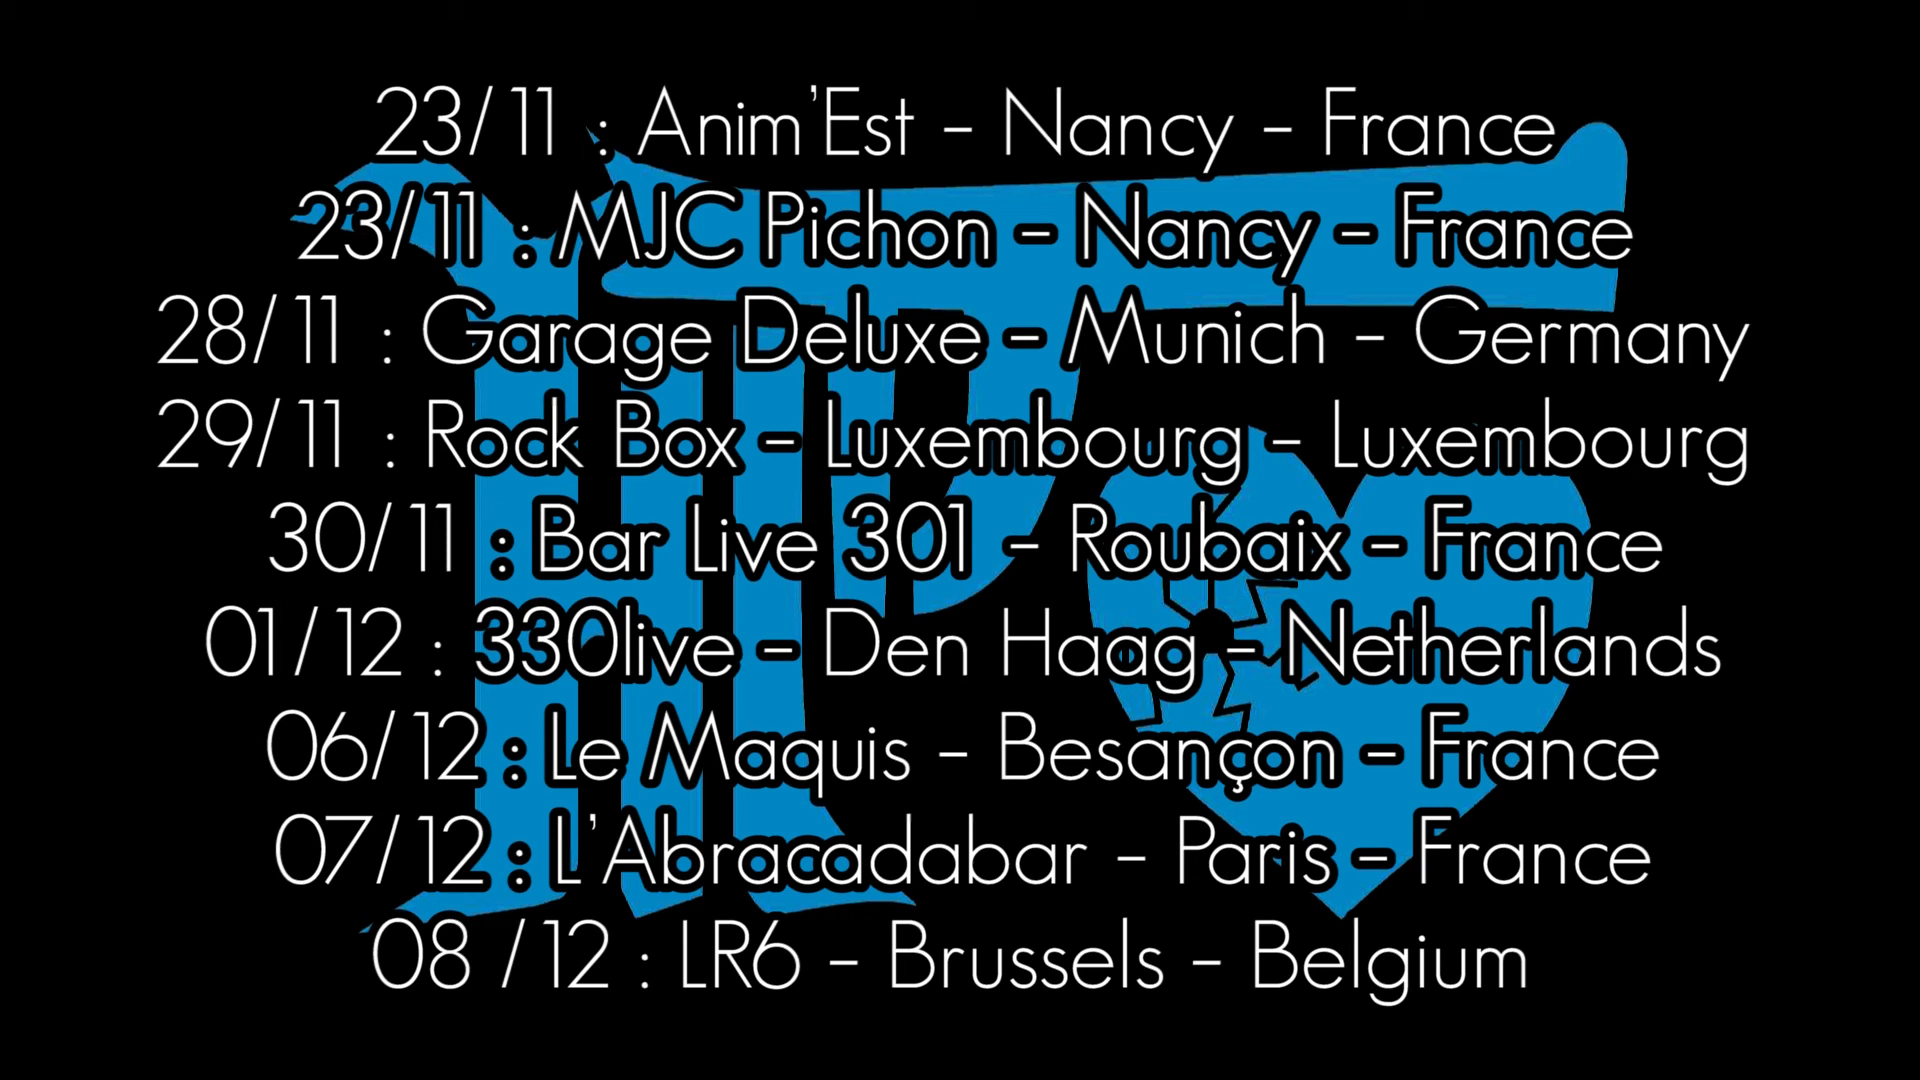 23/11 : Anim'Est – Nancy – France
23/11 : MJC Pichon – Nancy – France
28/11 : Garage Deluxe – Munich – Germany
29/11 : Rock Box – Luxembourg – Luxembourg
30/11 : Bar Live 301 – Roubaix – France
01/12 : 330live – Den Haag – Netherlands
06/12 : Le Maquis – Besançon – France
07/12 : L'Abracadabar – Paris – France
08 /12 : LR6 – Brussels – Belgium